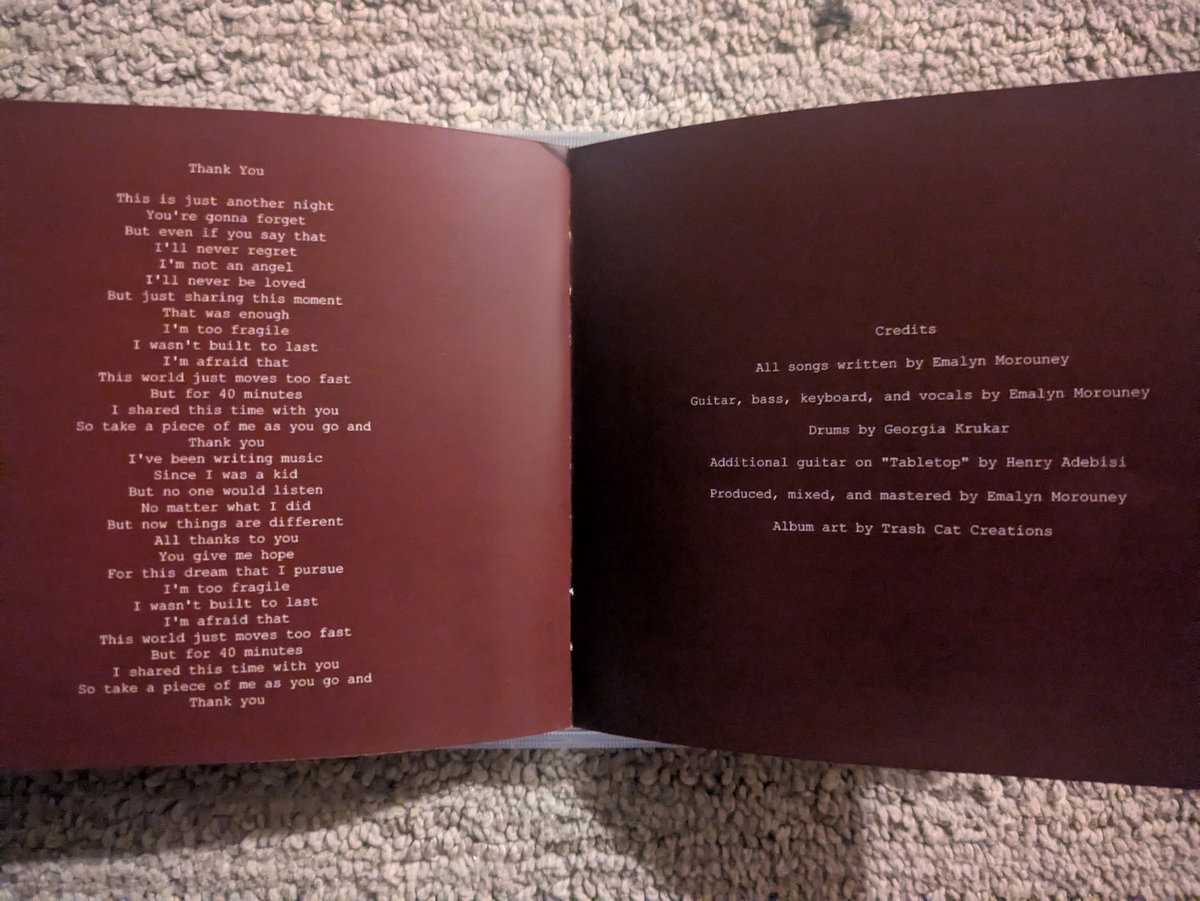 Thank You
This is just another night
You're gonna forget
But even if you say that
I'll never regret
I'm not an angel
I'll never be loved
But just sharing this moment
That was enough
I'm too fragile
I wasn't built to last
I'm afraid that
This world just moves too fast
But for 40 minutes
I shared this time with you
So take a piece of me as you go and
Thank you
I've been writing music
Since I was a kid
But no one would listen
No matter what I did
But now things are different
All thanks to you
You give me hope
For this dream that I pursue
I'm too fragile
I wasn't built to last
I'm afraid that
This world just moves too fast
But for 40 minutes
I shared this time with you
So take a piece of me as you go and
Thank you
Credits
All songs written by Emalyn Morouney
Guitar, bass, keyboard, and vocals by Emalyn Morouney
Drums by Georgia Krukar
Additional guitar on "Tabletop" by Henry Adebisi
Produced, mixed, and mastered by Emalyn Morouney
Album art by Trash Cat Creations